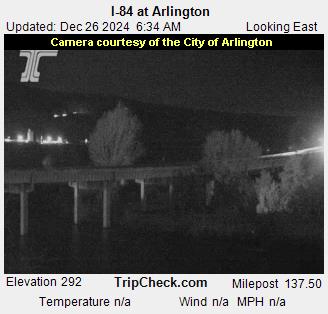 I-84 at Arlington
Updated: Dec 26 2024 6:34 AM Looking East
Camera courtesy of the City of Arlington
Elevation 292 TripCheck.com Milepost 137.50
Temperature n/a Wind n/a MPH n/a